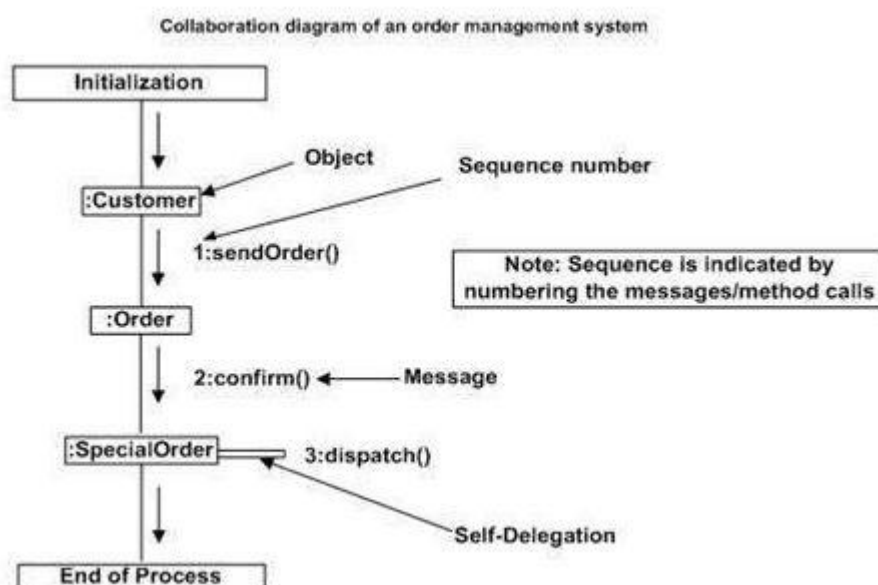 Collaboration diagram of an order management system
Initialization
Object
Sequence number
:Customer
1:sendOrder()
Note: Sequence is indicated by
numbering the messages/method calls
:Order
2:confirm()
Message
:SpecialOrder
3:dispatch()
Self-Delegation
End of Process